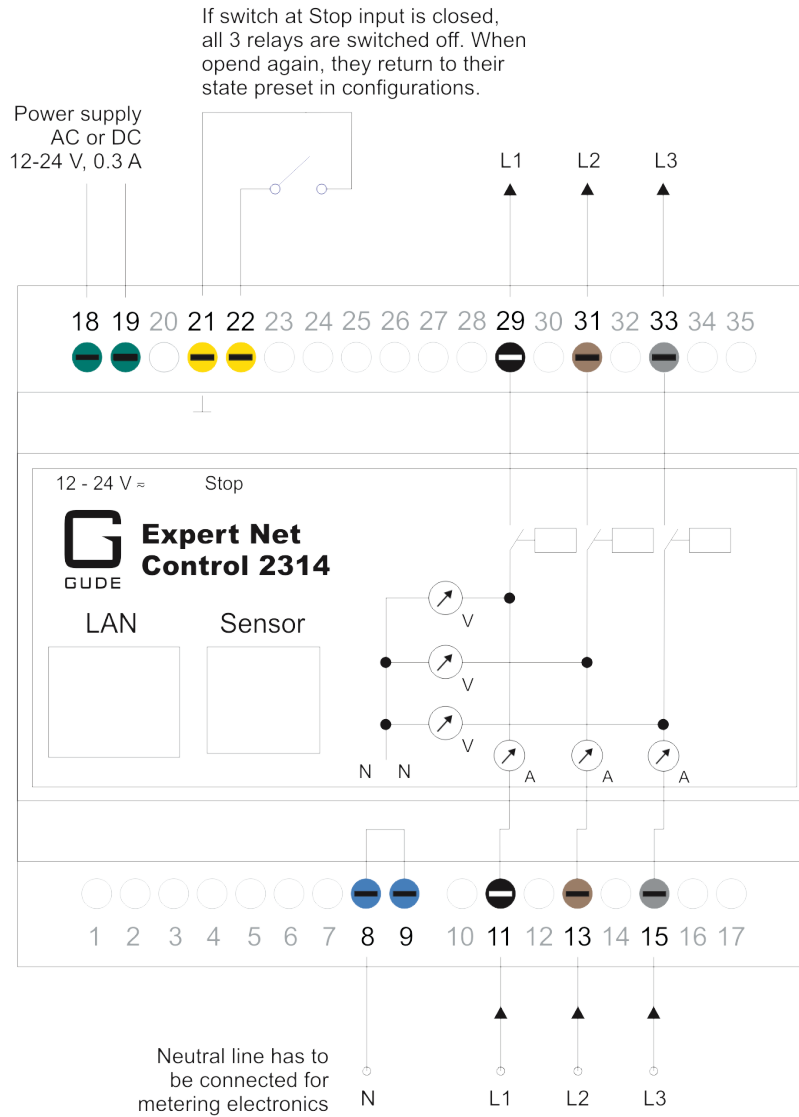 If switch at Stop input is closed,
all 3 relays are switched off. When
opend again, they return to their
state preset in configurations.
Power supply
AC or DC
12-24 V, 0.3 A
L1 L2 L3
18 19 20 21 22 23 24 25 26 27 28 29 30 31 32 33 34 35
12 - 24 V ≈ Stop
GUDE
Expert Net
Control 2314
LAN Sensor
V
V
V
N N
A A A
1 2 3 4 5 6 7 8 9 10 11 12 13 14 15 16 17
Neutral line has to
be connected for
metering electronics
N L1 L2 L3